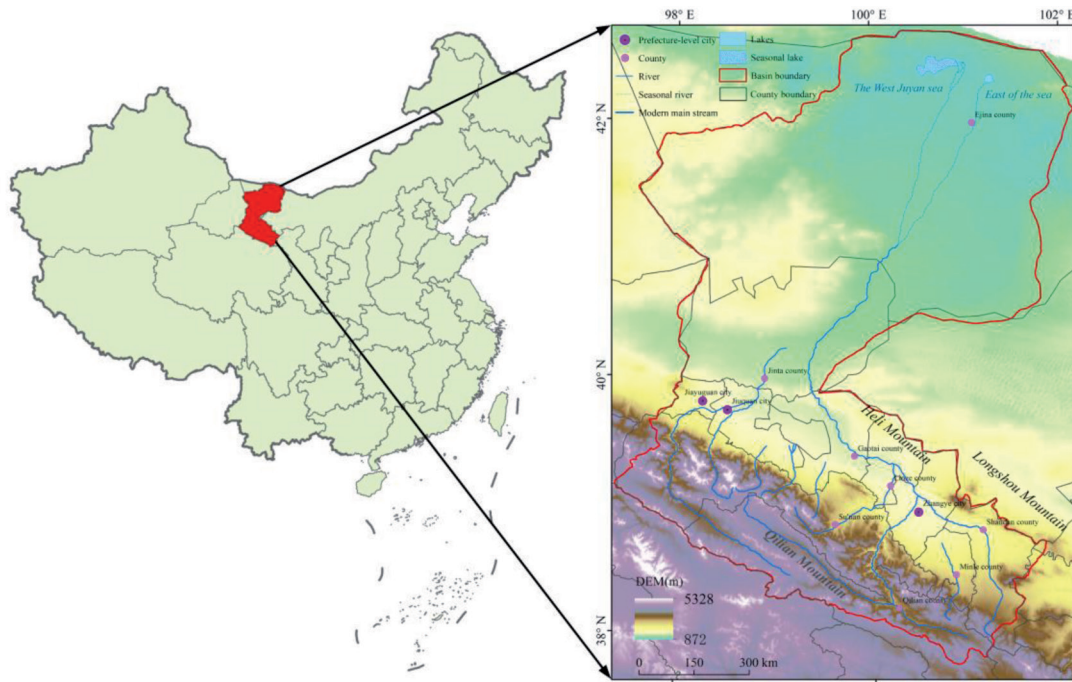 98° E 100° E 102° E
Prefecture-level city
County
River
Seasonal river
Modern main stream
Lakes
Seasonal lake
Basin boundary
County boundary
The West Juyan sea
East of the sea
Ejina county
42° N
40° N
38° N
Jinta county
Jiayuguan city
Jiuquan city
Heli Mountain
Longshou Mountain
Gaotai county
Linze county
Zhangye city
Sunan county
Shandan county
Minle county
Qilian county
Qilian Mountain
DEM(m)
5328
872
0 150 300 km
98° E 100° E 102° E